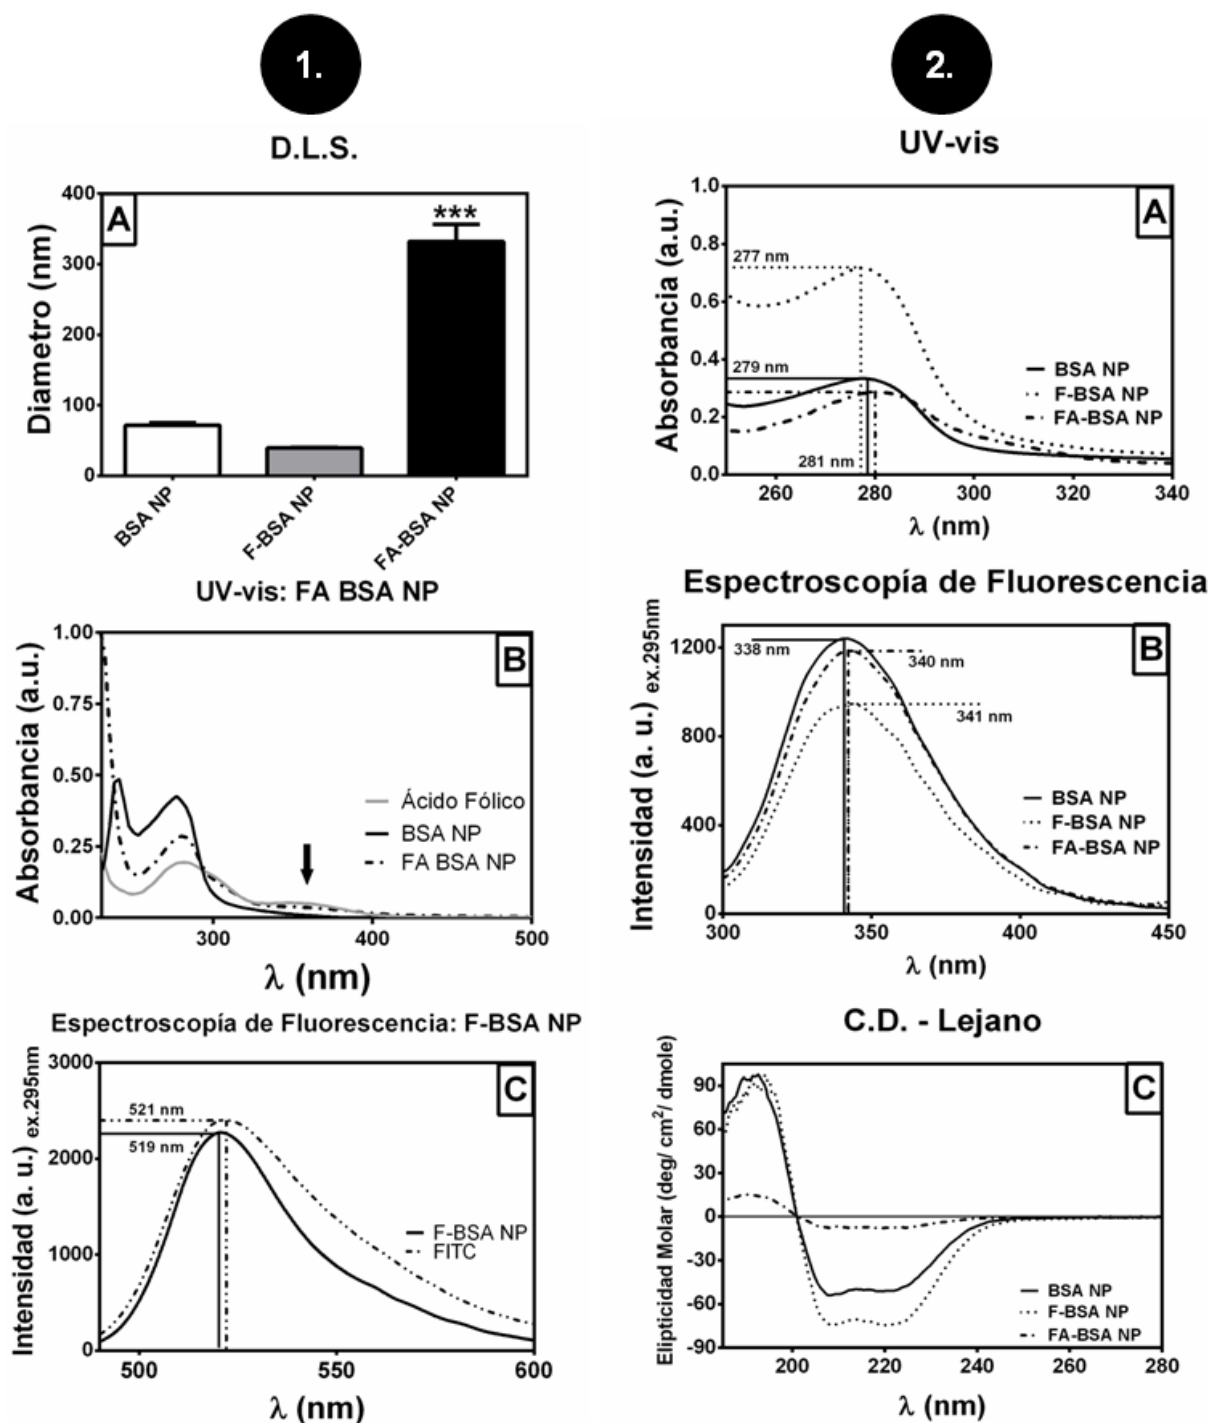 1.
D.L.S.
A
Diametro (nm)
400
300
200
100
0
***
BSA NP
F-BSA NP
FA-BSA NP
UV-vis: FA BSA NP
B
Absorbancia (a.u.)
1.00
0.75
0.50
0.25
0.00
Ácido Fólico
BSA NP
FA BSA NP
300
400
500
λ (nm)
Espectroscopía de Fluorescencia: F-BSA NP
C
Intensidad (a. u.) ex.295nm
3000
2000
1000
0
521 nm
519 nm
F-BSA NP
FITC
500
550
600
λ (nm)
2.
UV-vis
A
Absorbancia (a.u.)
1.0
0.8
0.6
0.4
0.2
0.0
277 nm
279 nm
281 nm
BSA NP
F-BSA NP
FA-BSA NP
260
280
300
320
340
λ (nm)
Espectroscopía de Fluorescencia
B
Intensidad (a. u.) ex.295nm
1200
800
400
0
338 nm
340 nm
341 nm
BSA NP
F-BSA NP
FA-BSA NP
300
350
400
450
λ (nm)
C.D. - Lejano
C
Elipticidad Molar (deg/ cm²/ dmole)
90
60
30
0
-30
-60
-90
BSA NP
F-BSA NP
FA-BSA NP
200
220
240
260
280
λ (nm)